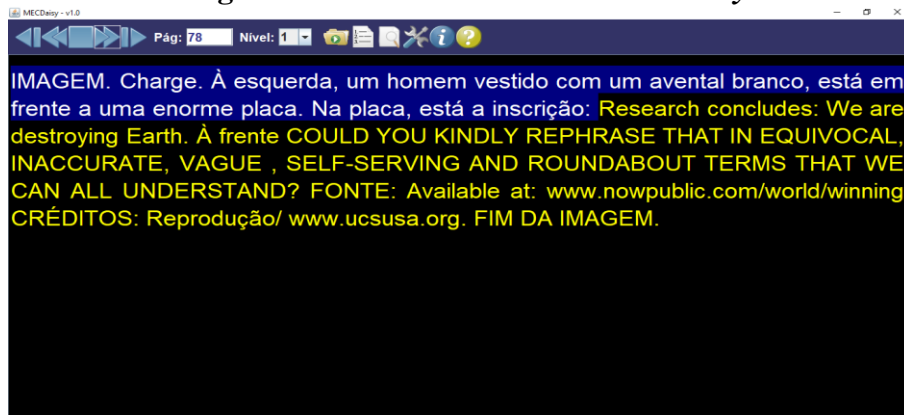 MECDaisy - v1.0
Pág: 78 Nível: 1
IMAGEM. Charge. À esquerda, um homem vestido com um avental branco, está em
frente a uma enorme placa. Na placa, está a inscrição: Research concludes: We are
destroying Earth. À frente COULD YOU KINDLY REPHRASE THAT IN EQUIVOCAL,
INACCURATE, VAGUE , SELF-SERVING AND ROUNDABOUT TERMS THAT WE
CAN ALL UNDERSTAND? FONTE: Available at: www.nowpublic.com/world/winning
CRÉDITOS: Reprodução/ www.ucsusa.org. FIM DA IMAGEM.